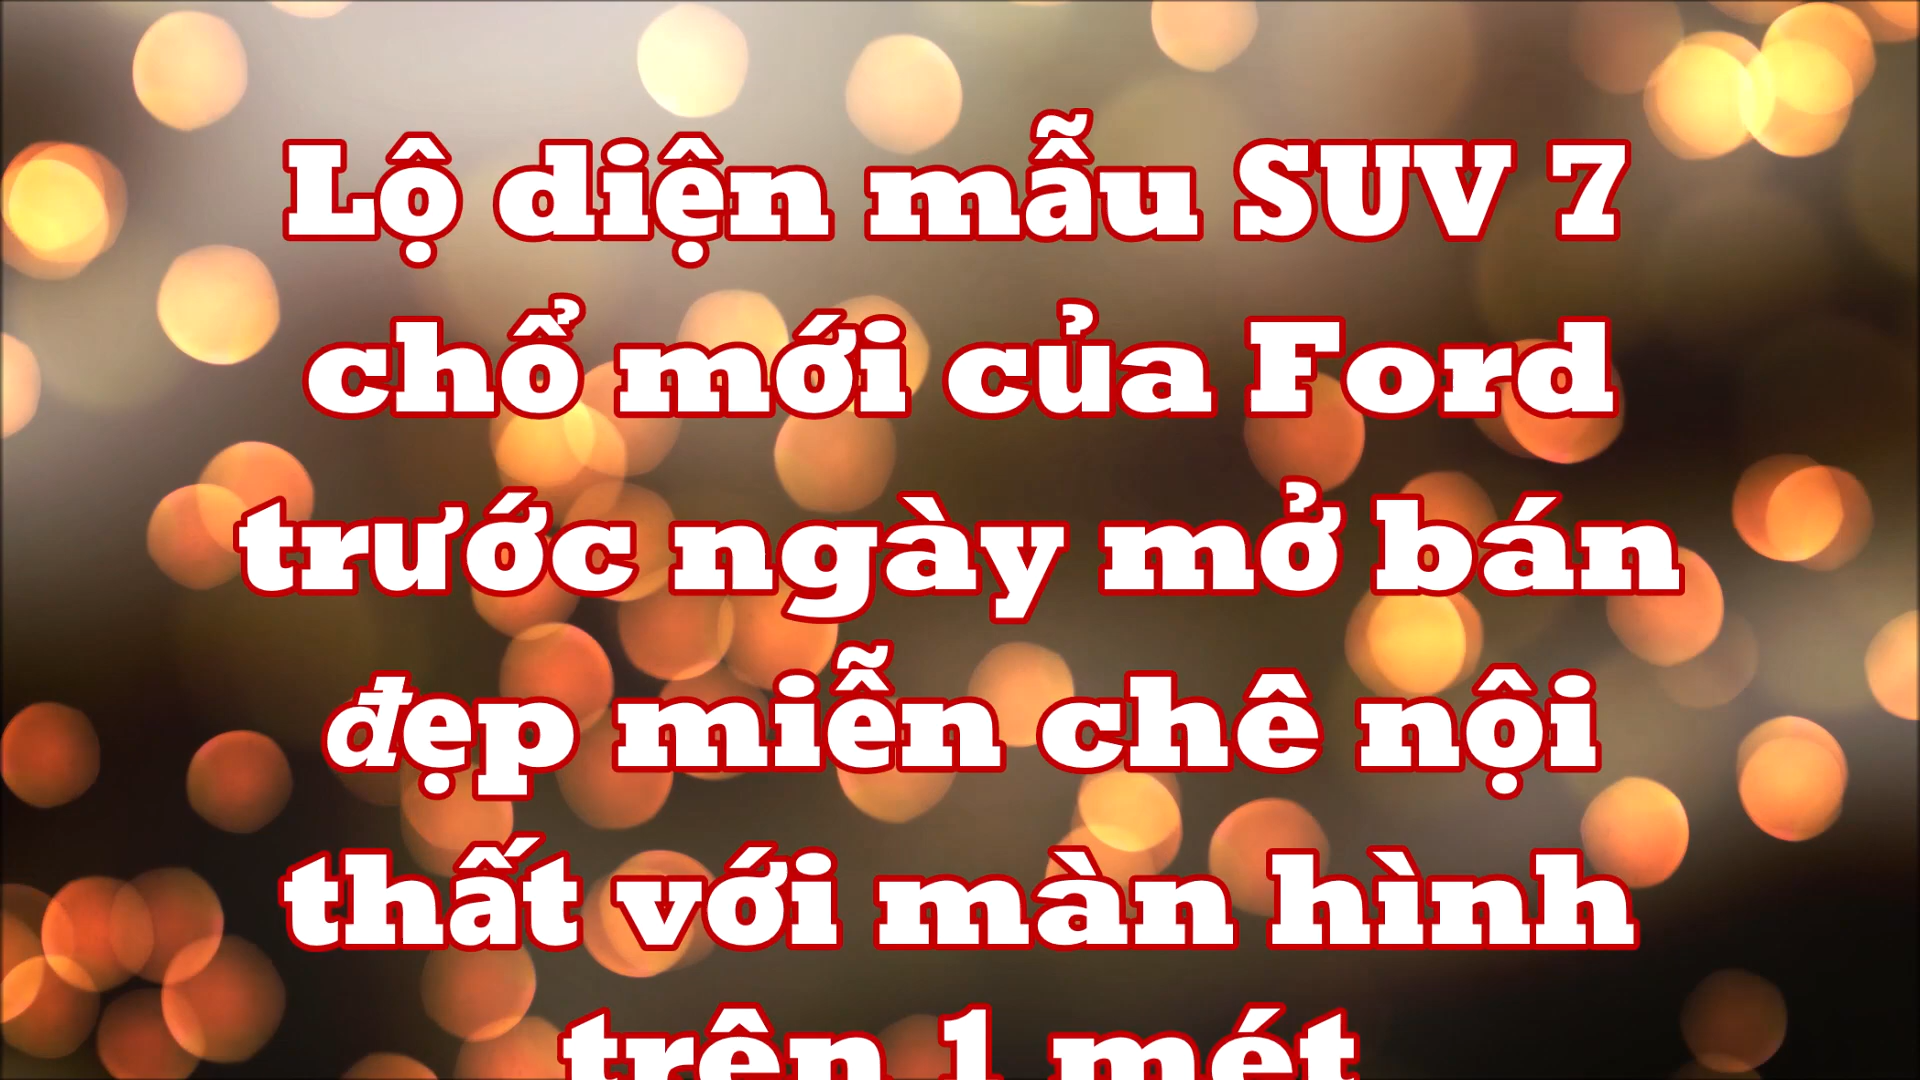 Lộ diện mẫu SUV 7
chổ mới của Ford
trước ngày mở bán
đẹp miễn chê nội
thất với màn hình
trên 1 mét